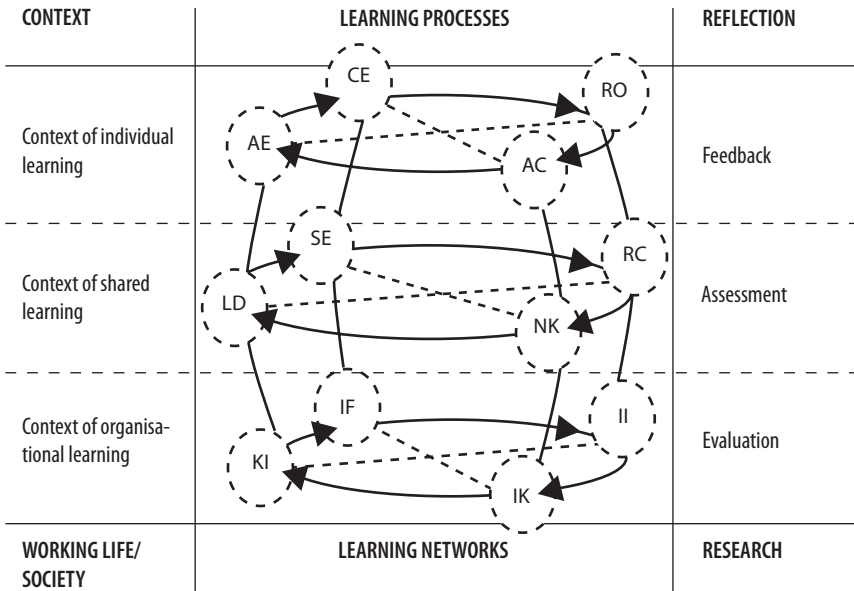 CONTEXT
LEARNING PROCESSES
REFLECTION
CE
RO
Context of individual
learning
AE
AC
Feedback
SE
RC
Context of shared
learning
LD
NK
Assessment
IF
II
Context of organisa-
tional learning
KI
IK
Evaluation
WORKING LIFE/
SOCIETY
LEARNING NETWORKS
RESEARCH